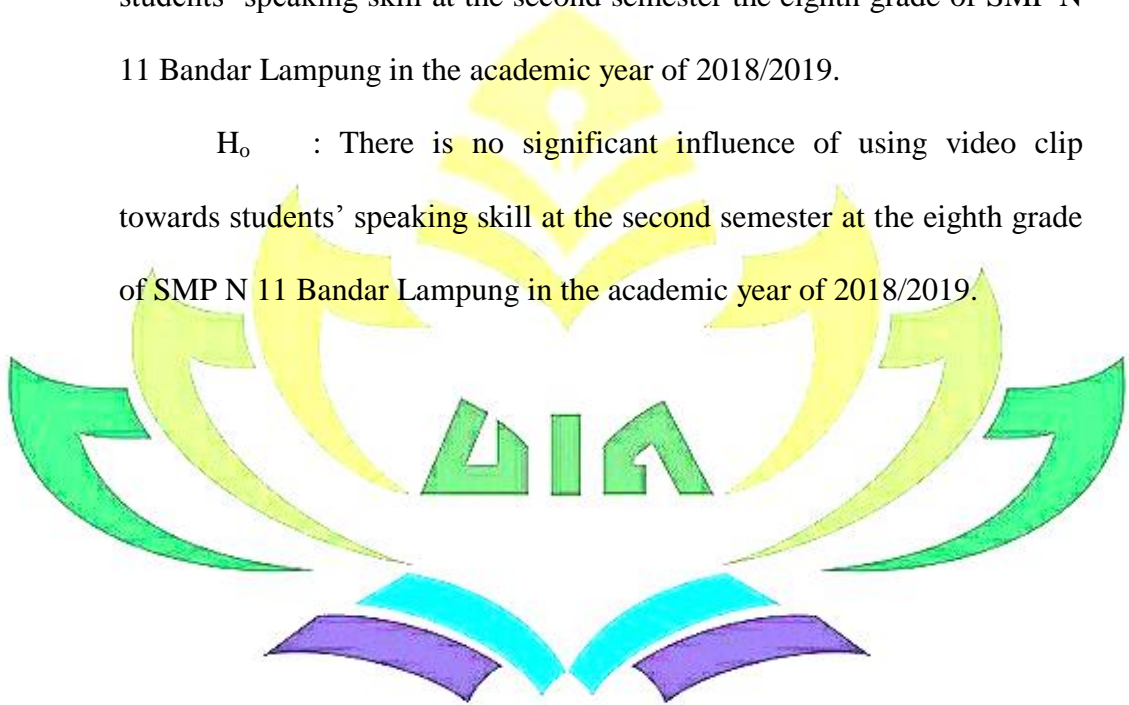 students' speaking skill at the second semester the eighth grade of SMP N
11 Bandar Lampung in the academic year of 2018/2019.
Ho : There is no significant influence of using video clip
towards students' speaking skill at the second semester at the eighth grade
of SMP N 11 Bandar Lampung in the academic year of 2018/2019.
UIN